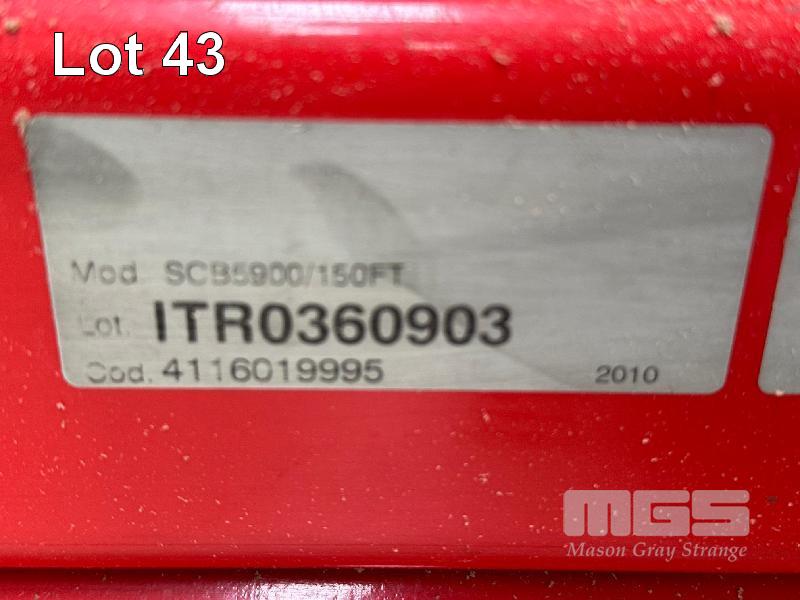 Lot 43
Mod. SCB5900/150FT
Lot. ITR0360903
Cod. 4116019995 2010
MGS
Mason Gray Strange